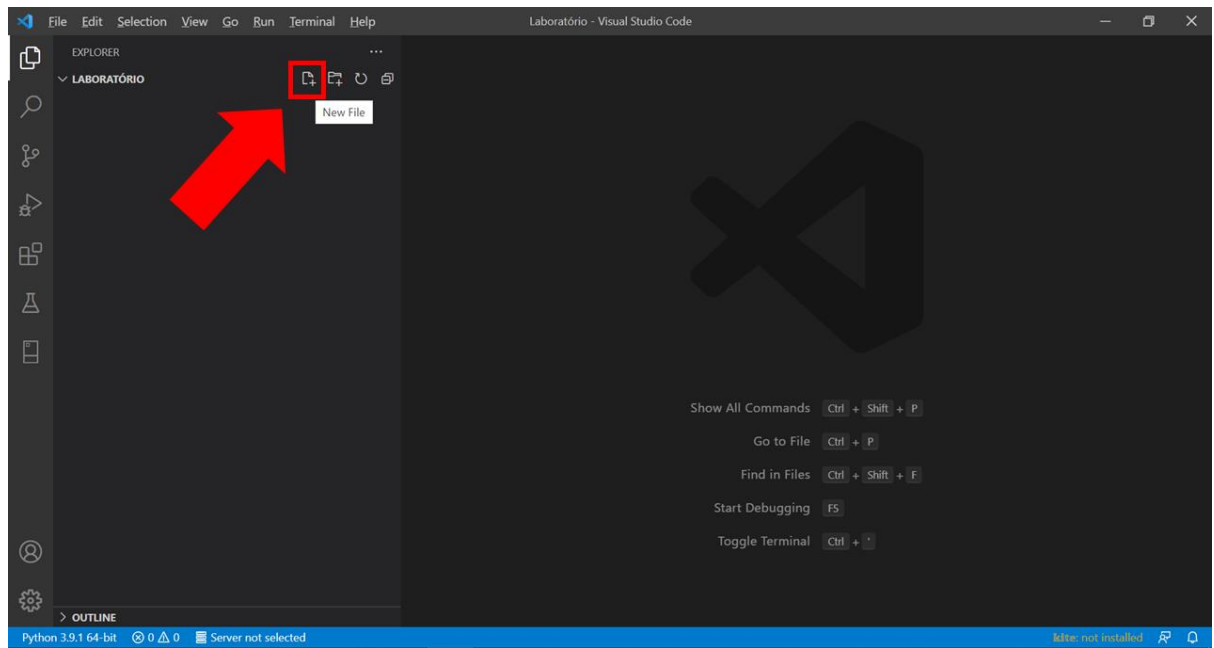 File Edit Selection View Go Run Terminal Help Laboratório - Visual Studio Code
EXPLORER
LABORATÓRIO
New File
Show All Commands Ctrl + Shift + P
Go to File Ctrl + P
Find in Files Ctrl + Shift + F
Start Debugging F5
Toggle Terminal Ctrl + '
OUTLINE
Python 3.9.1 64-bit 0 0 Server not selected kite: not installed